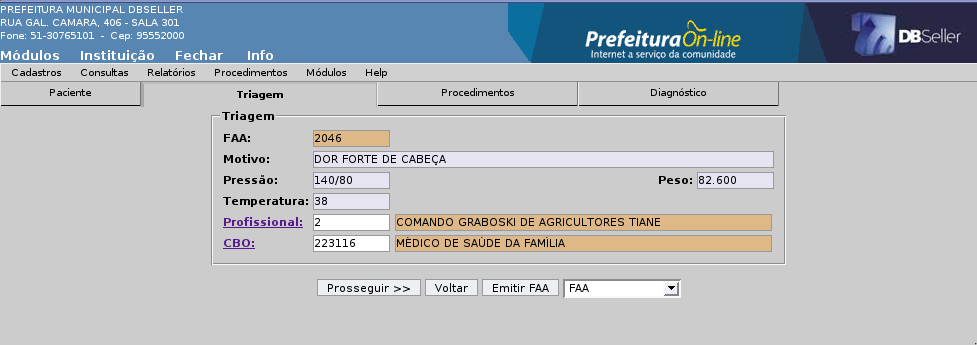 PREFEITURA MUNICIPAL DBSELLER
RUA GAL. CAMARA, 406 - SALA 301
Fone: 51-30765101 - Cep: 95552000
Módulos Instituição Fechar Info
PrefeituraOn-line
Internet a serviço da comunidade
DBSeller
Cadastros Consultas Relatórios Procedimentos Módulos Help
Paciente Triagem Procedimentos Diagnóstico
Triagem
FAA: 2046
Motivo: DOR FORTE DE CABEÇA
Pressão: 140/80 Peso: 82.600
Temperatura: 38
Profissional: 2 COMANDO GRABOSKI DE AGRICULTORES TIANE
CBO: 223116 MÉDICO DE SAÚDE DA FAMÍLIA
Prosseguir >> Voltar Emitir FAA FAA